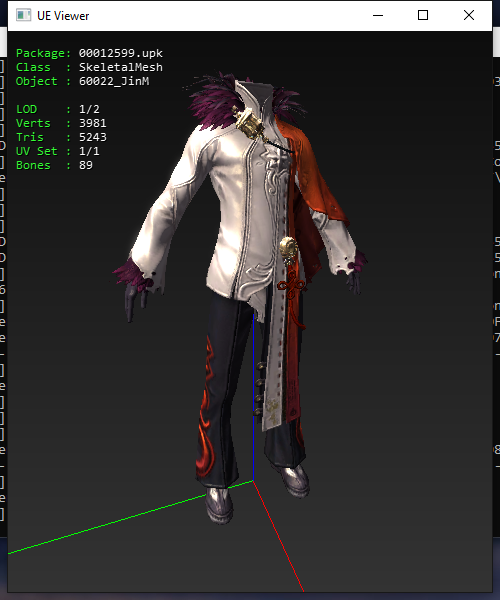 UE Viewer
Package: 00012599.upk
Class  : SkeletalMesh
Object : 60022_JinM
LOD    : 1/2
Verts  : 3981
Tris   : 5243
UV Set : 1/1
Bones  : 89